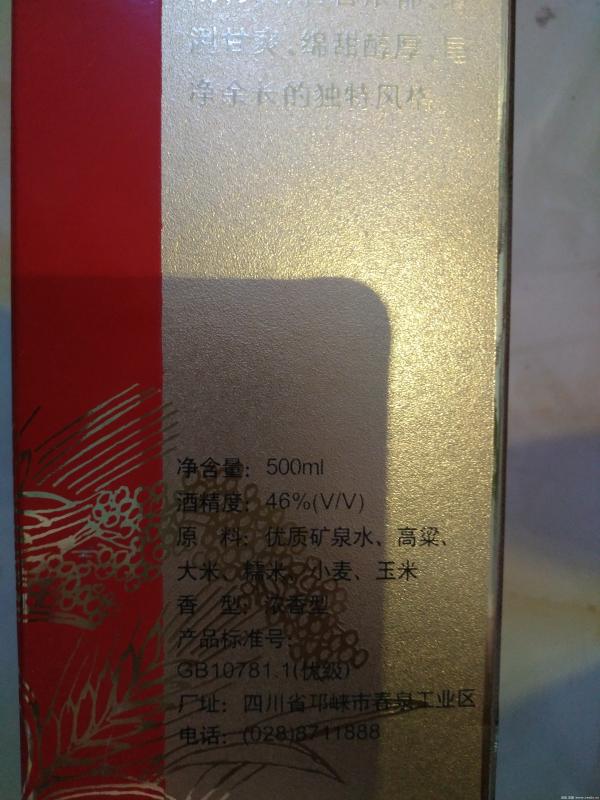 冽甘爽、绵甜醇厚、尾
净余长的独特风格
净含量：500ml
酒精度：46%(V/V)
原　料：优质矿泉水、高粱、
大米、糯米、小麦、玉米
香　型：浓香型
产品标准号：
GB10781.1(优级)
厂址：四川省邛崃市春泉工业区
电话：(028)8711888